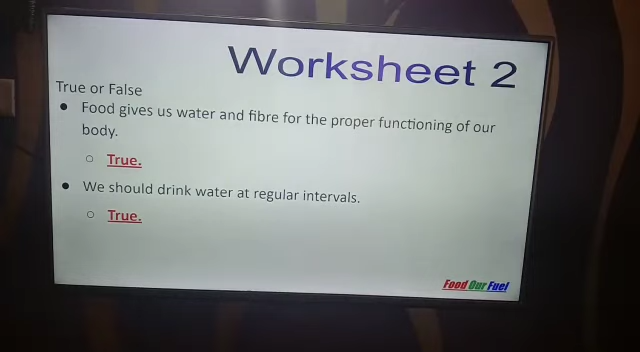 Worksheet 2
True or False
● Food gives us water and fibre for the proper functioning of our
body.
○ True.
● We should drink water at regular intervals.
○ True.
Food Our Fuel